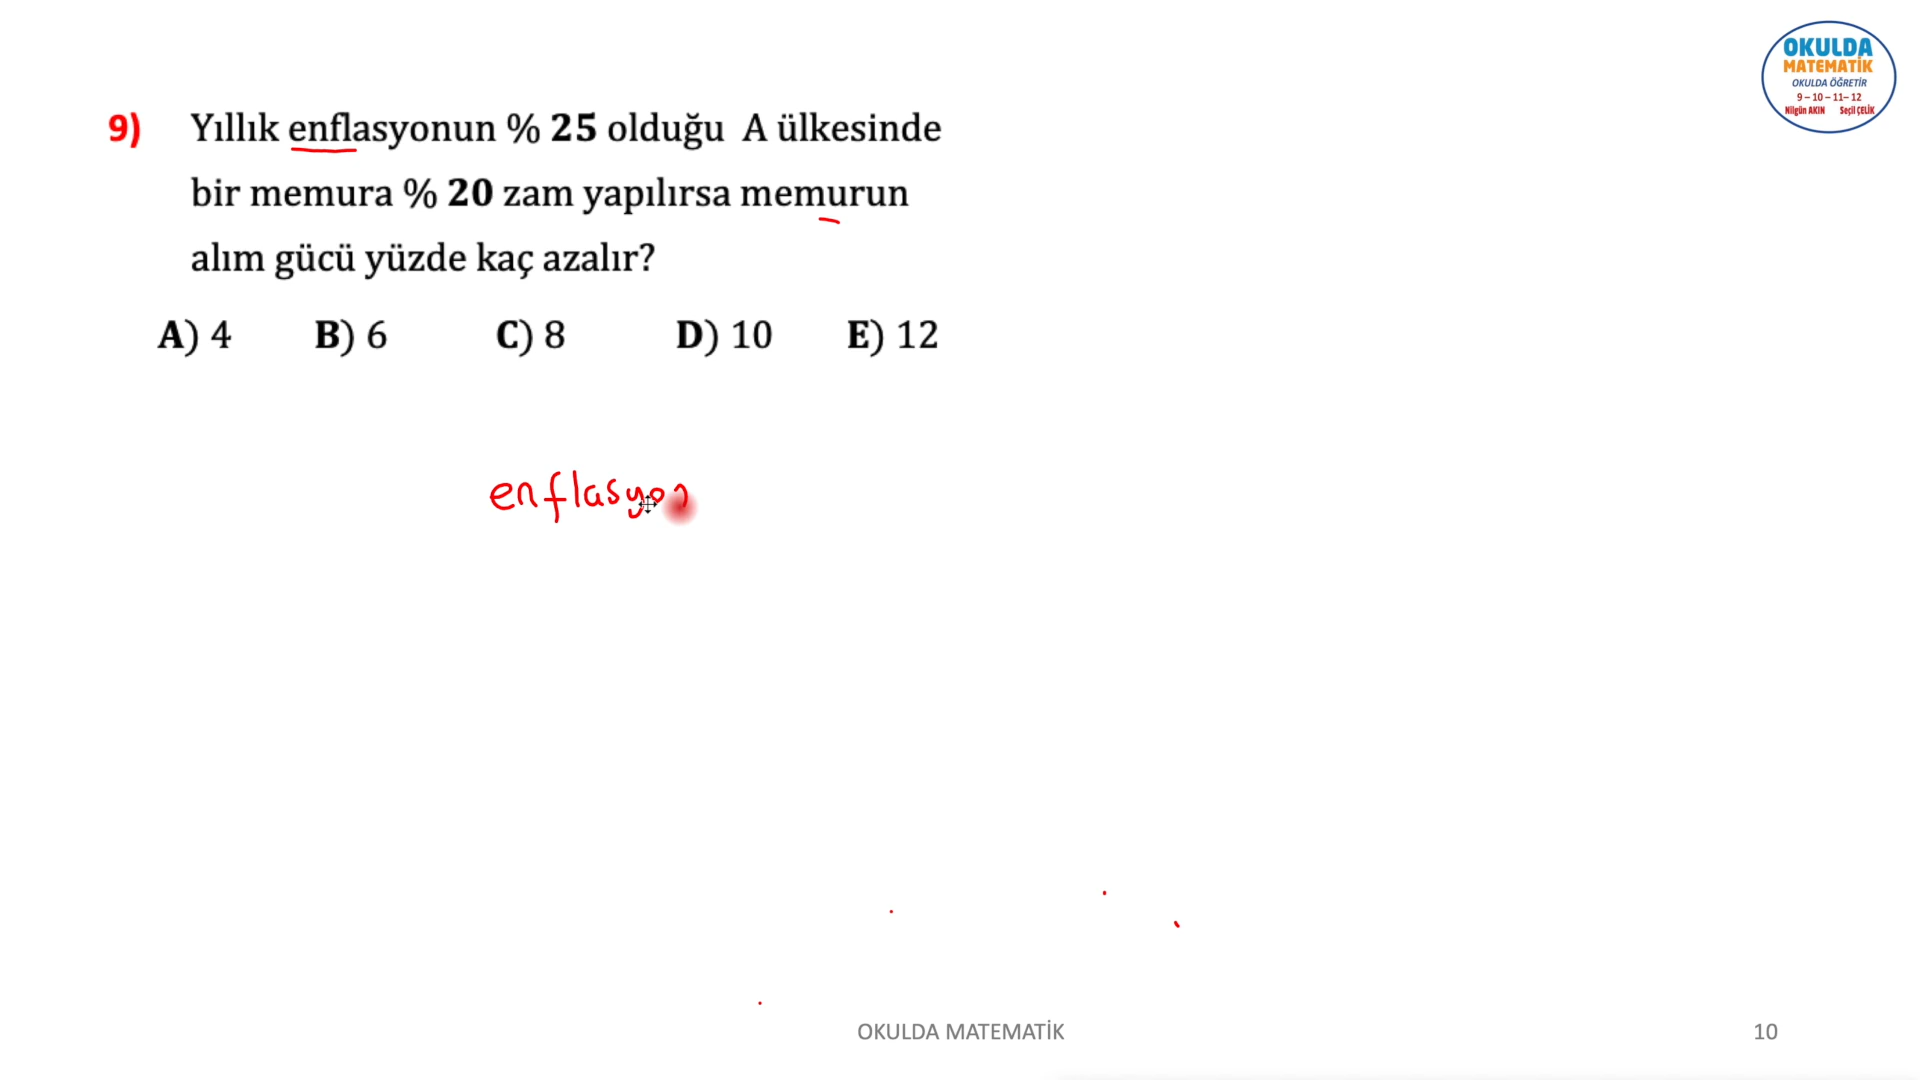 OKULDA
MATEMATİK
OKULDA ÖĞRETİR
9 – 10 – 11– 12
Nilgün AKIN Seçil ÇELİK
9) Yıllık enflasyonun % 25 olduğu A ülkesinde
bir memura % 20 zam yapılırsa memurun
alım gücü yüzde kaç azalır?
A) 4 B) 6 C) 8 D) 10 E) 12
enflasyon
OKULDA MATEMATİK
10